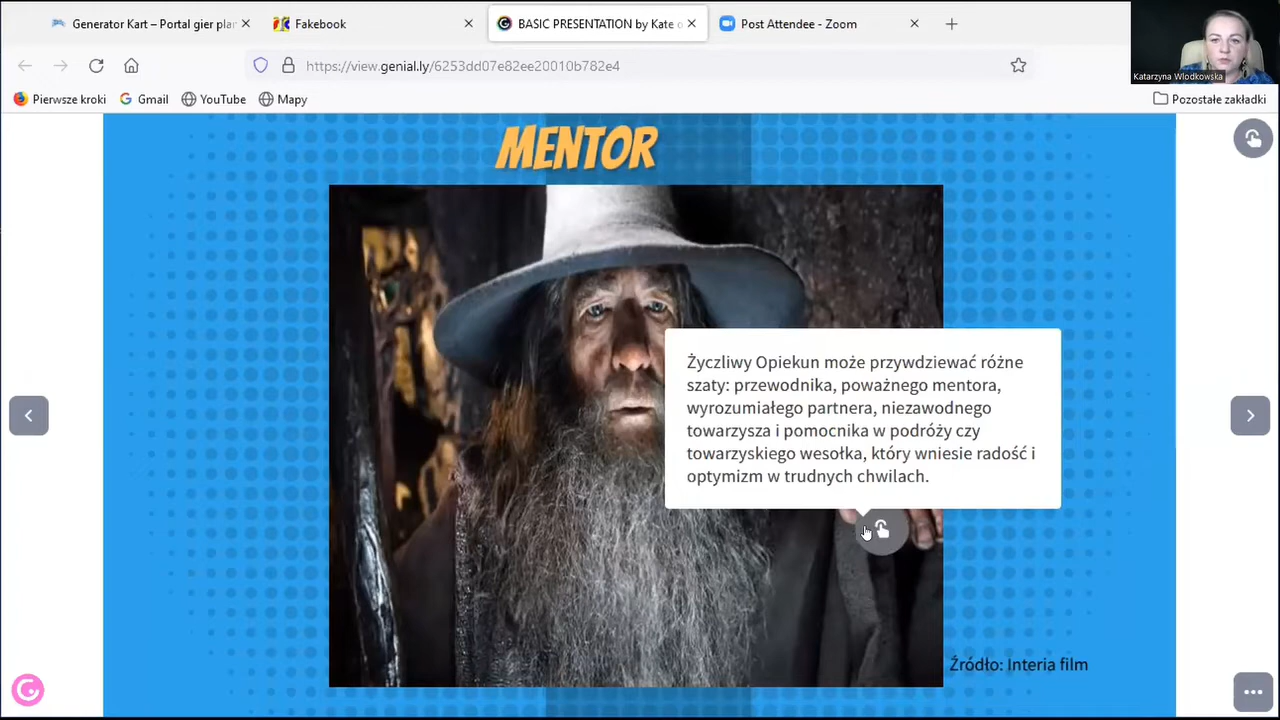 Generator Kart – Portal gier plan
Fakebook
BASIC PRESENTATION by Kate o
Post Attendee - Zoom
https://view.genial.ly/6253dd07e82ee20010b782e4
Katarzyna Wlodkowska
Pierwsze kroki
Gmail
YouTube
Mapy
Pozostałe zakładki
MENTOR
Życzliwy Opiekun może przywdziewać różne
szaty: przewodnika, poważnego mentora,
wyrozumiałego partnera, niezawodnego
towarzysza i pomocnika w podróży czy
towarzyskiego wesołka, który wniesie radość i
optymizm w trudnych chwilach.
Źródło: Interia film